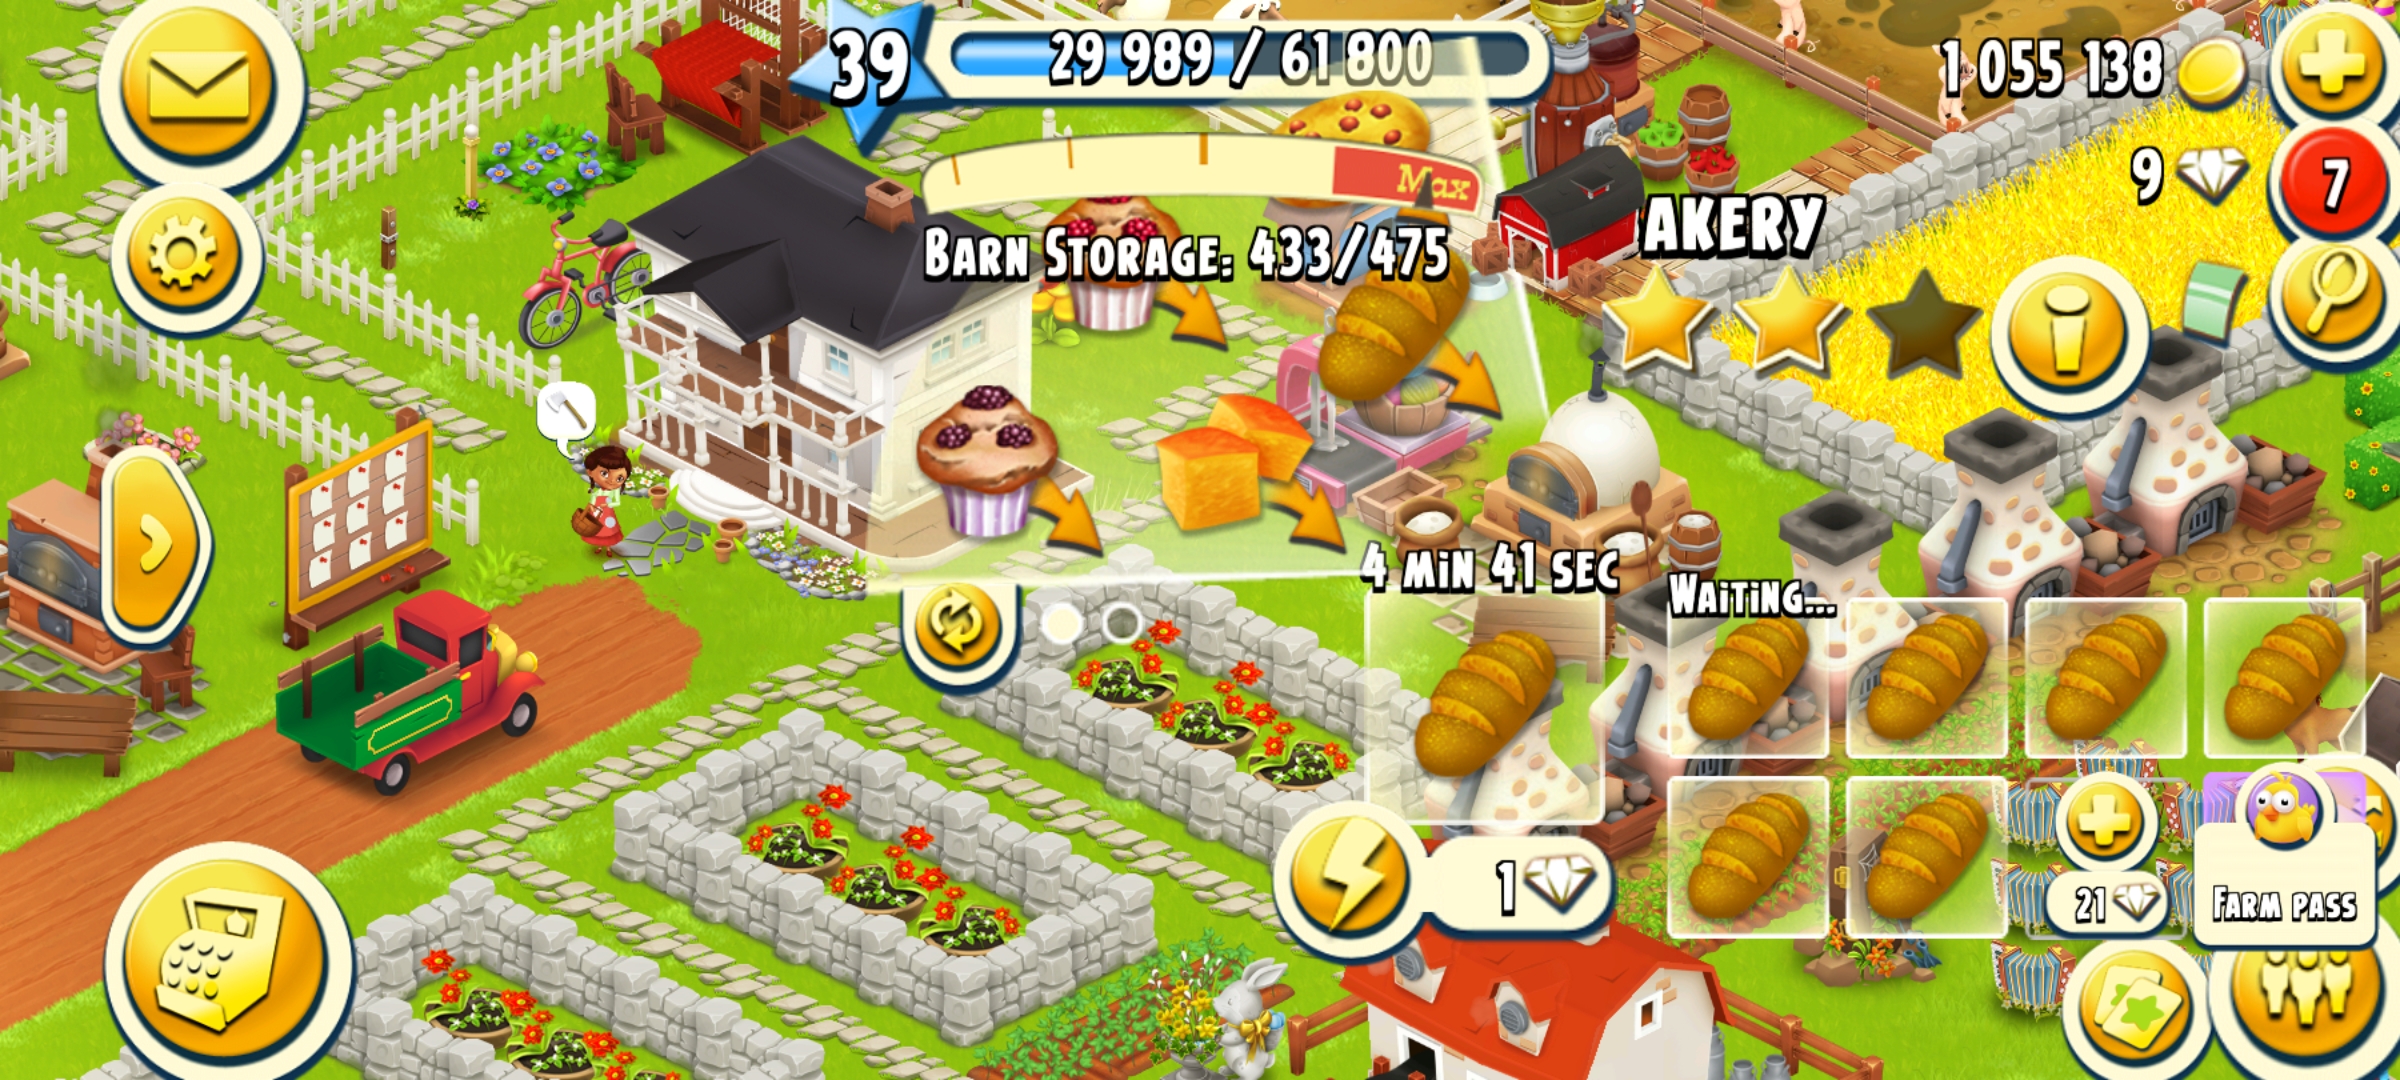 39
29 989 / 61 800
1 055 138
9
7
Max
BARN STORAGE: 433/475
AKERY
4 MIN 41 SEC
WAITING...
1
21
FARM PASS